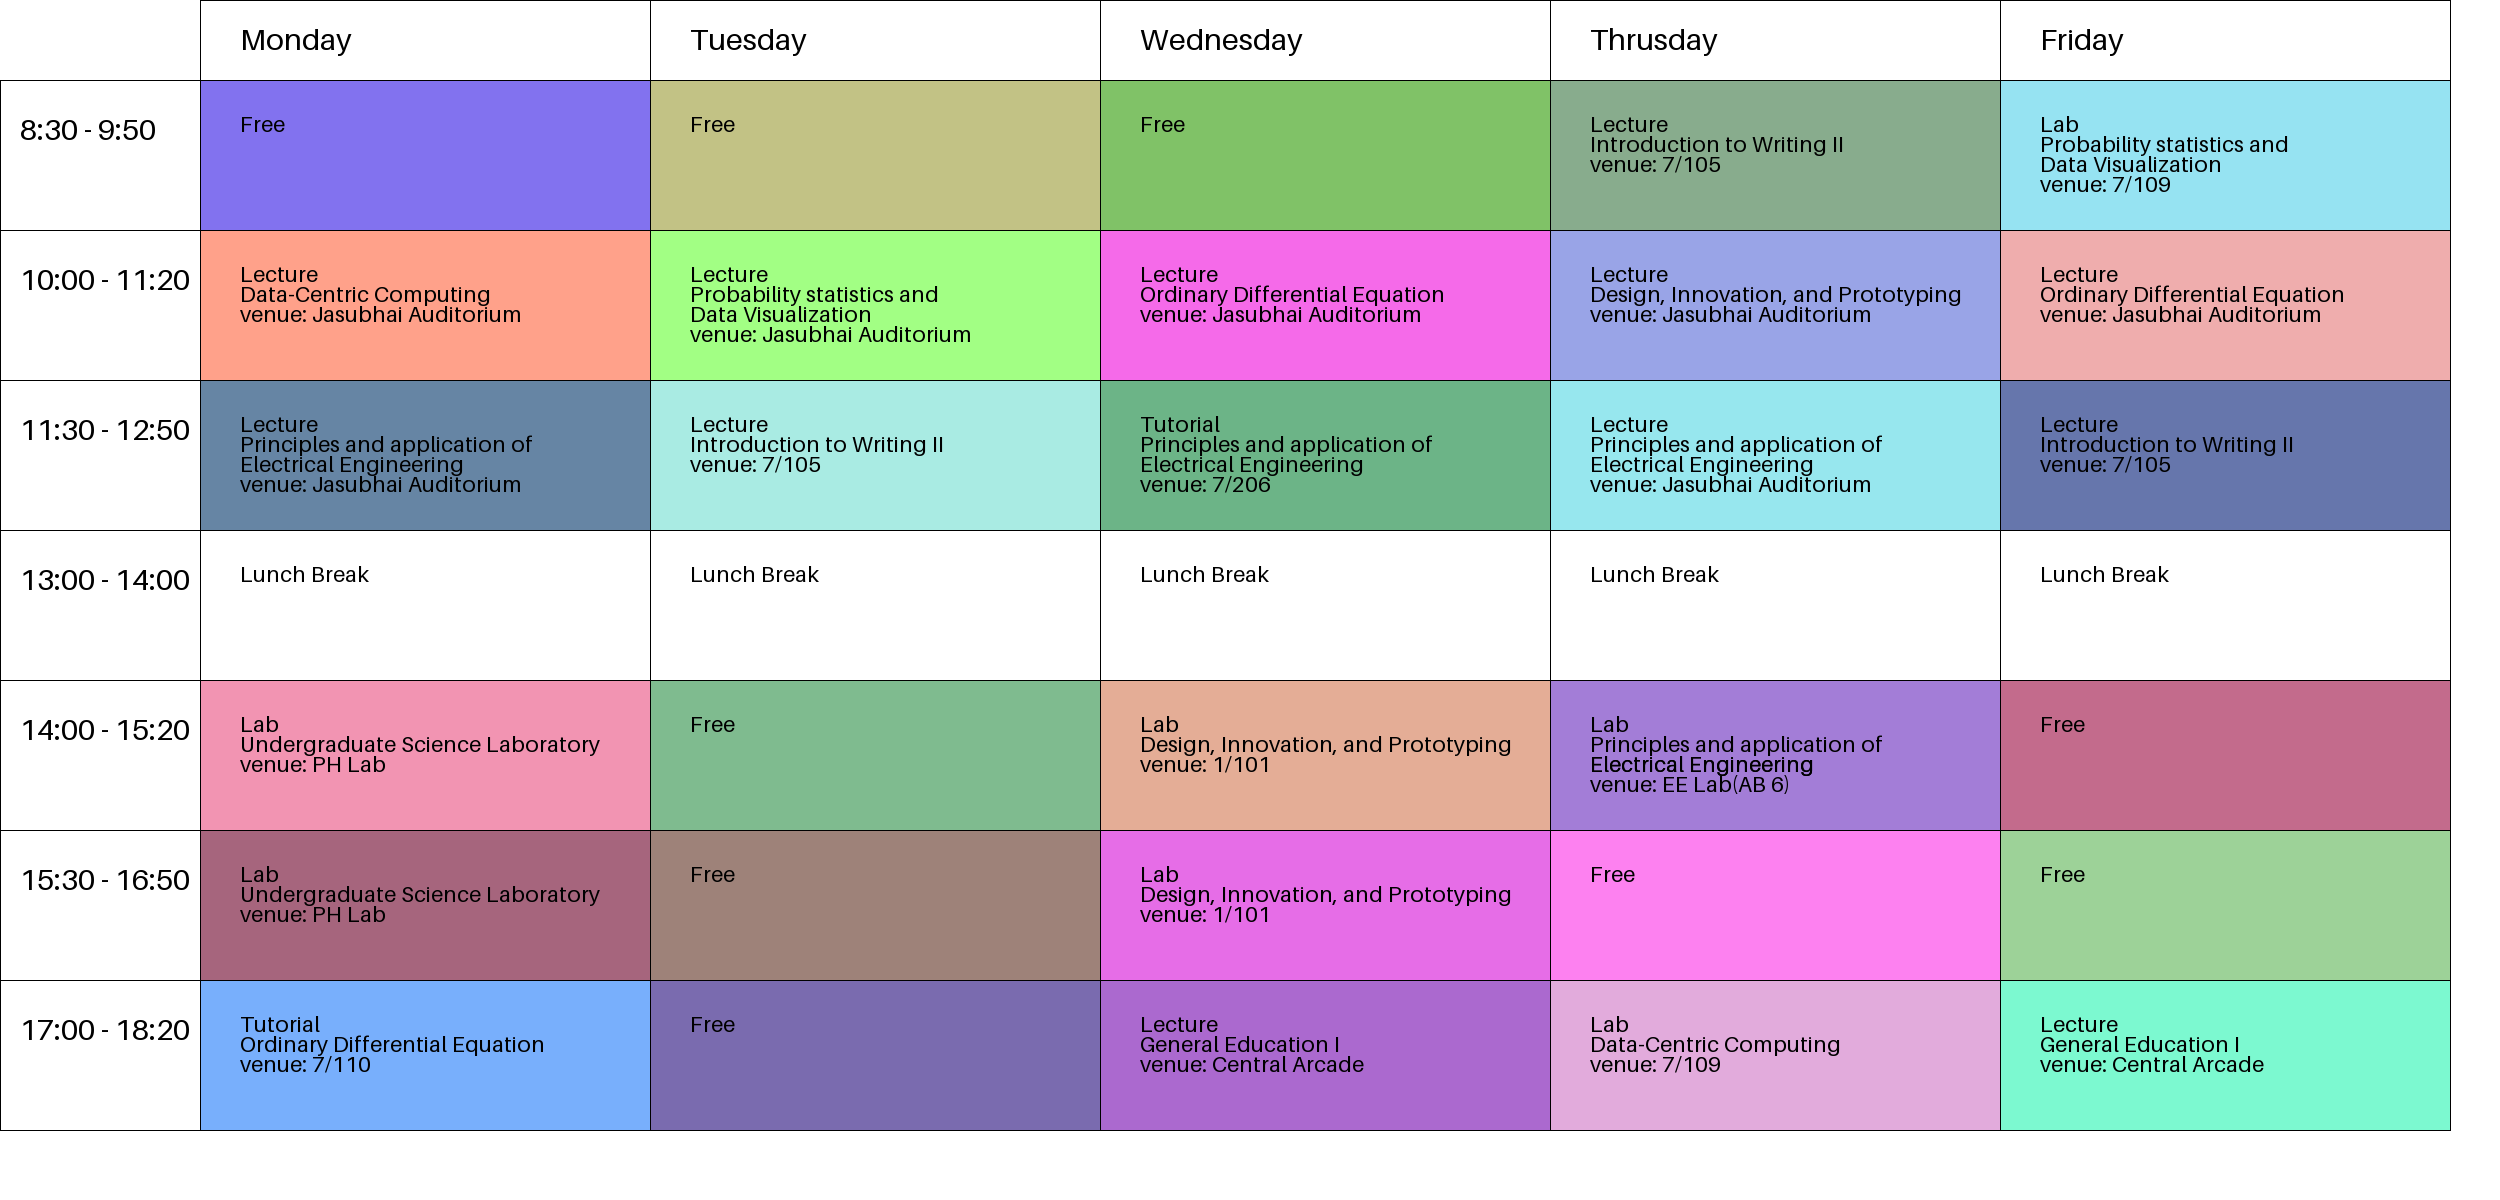 Monday
Tuesday
Wednesday
Thrusday
Friday
8:30 - 9:50
Free
Free
Free
Lecture
Introduction to Writing II
venue: 7/105
Lab
Probability statistics and
Data Visualization
venue: 7/109
10:00 - 11:20
Lecture
Data-Centric Computing
venue: Jasubhai Auditorium
Lecture
Probability statistics and
Data Visualization
venue: Jasubhai Auditorium
Lecture
Ordinary Differential Equation
venue: Jasubhai Auditorium
Lecture
Design, Innovation, and Prototyping
venue: Jasubhai Auditorium
Lecture
Ordinary Differential Equation
venue: Jasubhai Auditorium
11:30 - 12:50
Lecture
Principles and application of
Electrical Engineering
venue: Jasubhai Auditorium
Lecture
Introduction to Writing II
venue: 7/105
Tutorial
Principles and application of
Electrical Engineering
venue: 7/206
Lecture
Principles and application of
Electrical Engineering
venue: Jasubhai Auditorium
Lecture
Introduction to Writing II
venue: 7/105
13:00 - 14:00
Lunch Break
Lunch Break
Lunch Break
Lunch Break
Lunch Break
14:00 - 15:20
Lab
Undergraduate Science Laboratory
venue: PH Lab
Free
Lab
Design, Innovation, and Prototyping
venue: 1/101
Lab
Principles and application of
Electrical Engineering
venue: EE Lab(AB 6)
Free
15:30 - 16:50
Lab
Undergraduate Science Laboratory
venue: PH Lab
Free
Lab
Design, Innovation, and Prototyping
venue: 1/101
Free
Free
17:00 - 18:20
Tutorial
Ordinary Differential Equation
venue: 7/110
Free
Lecture
General Education I
venue: Central Arcade
Lab
Data-Centric Computing
venue: 7/109
Lecture
General Education I
venue: Central Arcade